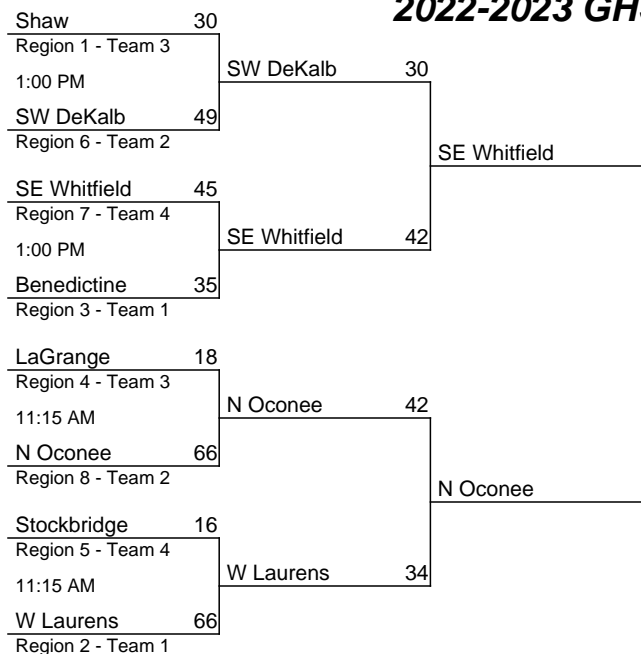 2022-2023 GHS
Shaw 30
Region 1 - Team 3
1:00 PM
SW DeKalb 30
SW DeKalb 49
Region 6 - Team 2
SE Whitfield
SE Whitfield 45
Region 7 - Team 4
1:00 PM
SE Whitfield 42
Benedictine 35
Region 3 - Team 1
LaGrange 18
Region 4 - Team 3
11:15 AM
N Oconee 42
N Oconee 66
Region 8 - Team 2
N Oconee
Stockbridge 16
Region 5 - Team 4
11:15 AM
W Laurens 34
W Laurens 66
Region 2 - Team 1